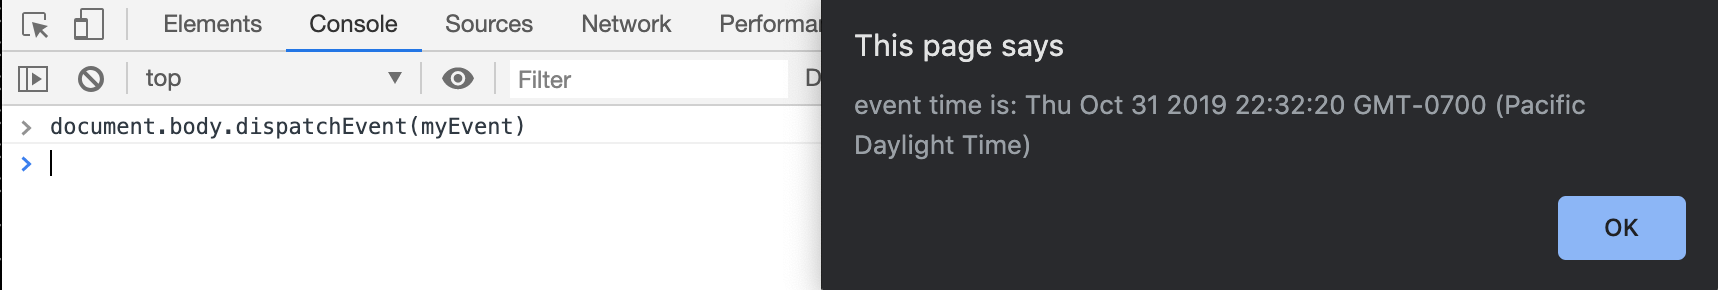 Elements Console Sources Network Performa
top Filter D
> document.body.dispatchEvent(myEvent)
>
This page says
event time is: Thu Oct 31 2019 22:32:20 GMT-0700 (Pacific
Daylight Time)
OK